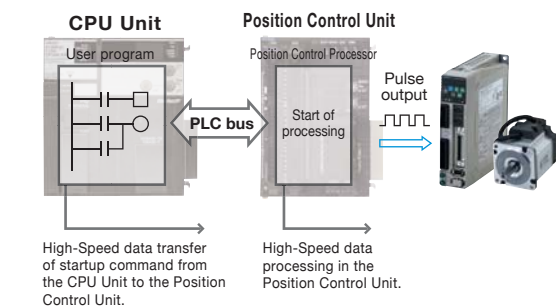 CPU Unit
Position Control Unit
User program
Position Control Processor
Pulse
output
PLC bus
Start of
processing
High-Speed data transfer
of startup command from
the CPU Unit to the Position
Control Unit.
High-Speed data
processing in the
Position Control Unit.